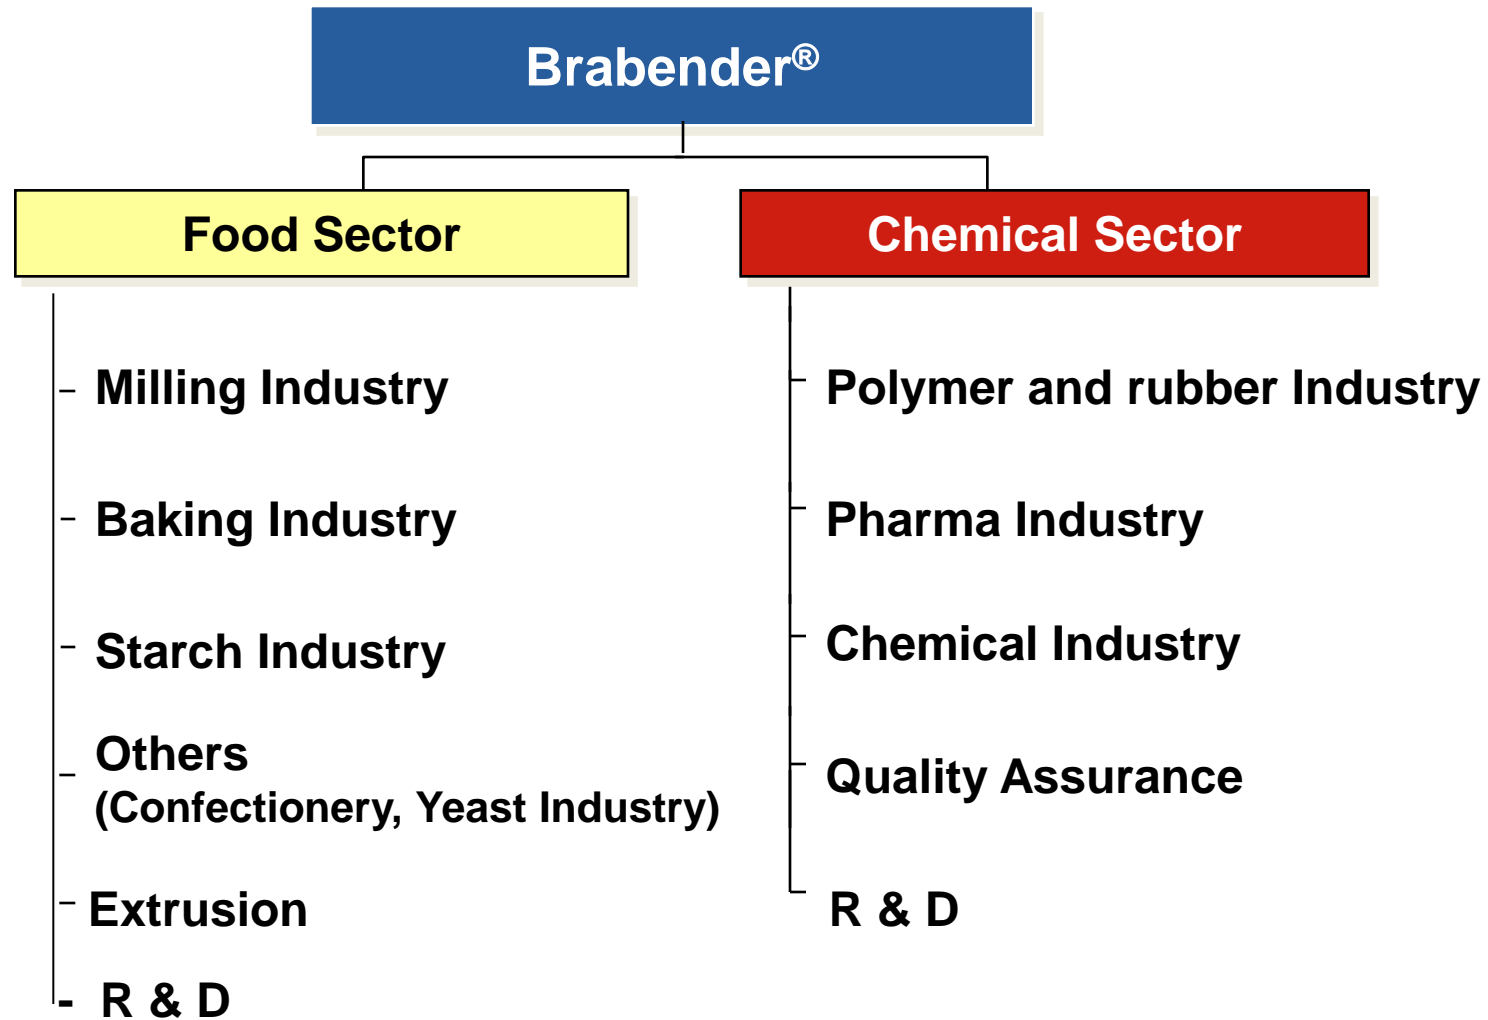 Brabender®
Food Sector
- Milling Industry
- Baking Industry
- Starch Industry
- Others
(Confectionery, Yeast Industry)
- Extrusion
- R & D
Chemical Sector
Polymer and rubber Industry
Pharma Industry
Chemical Industry
Quality Assurance
R & D